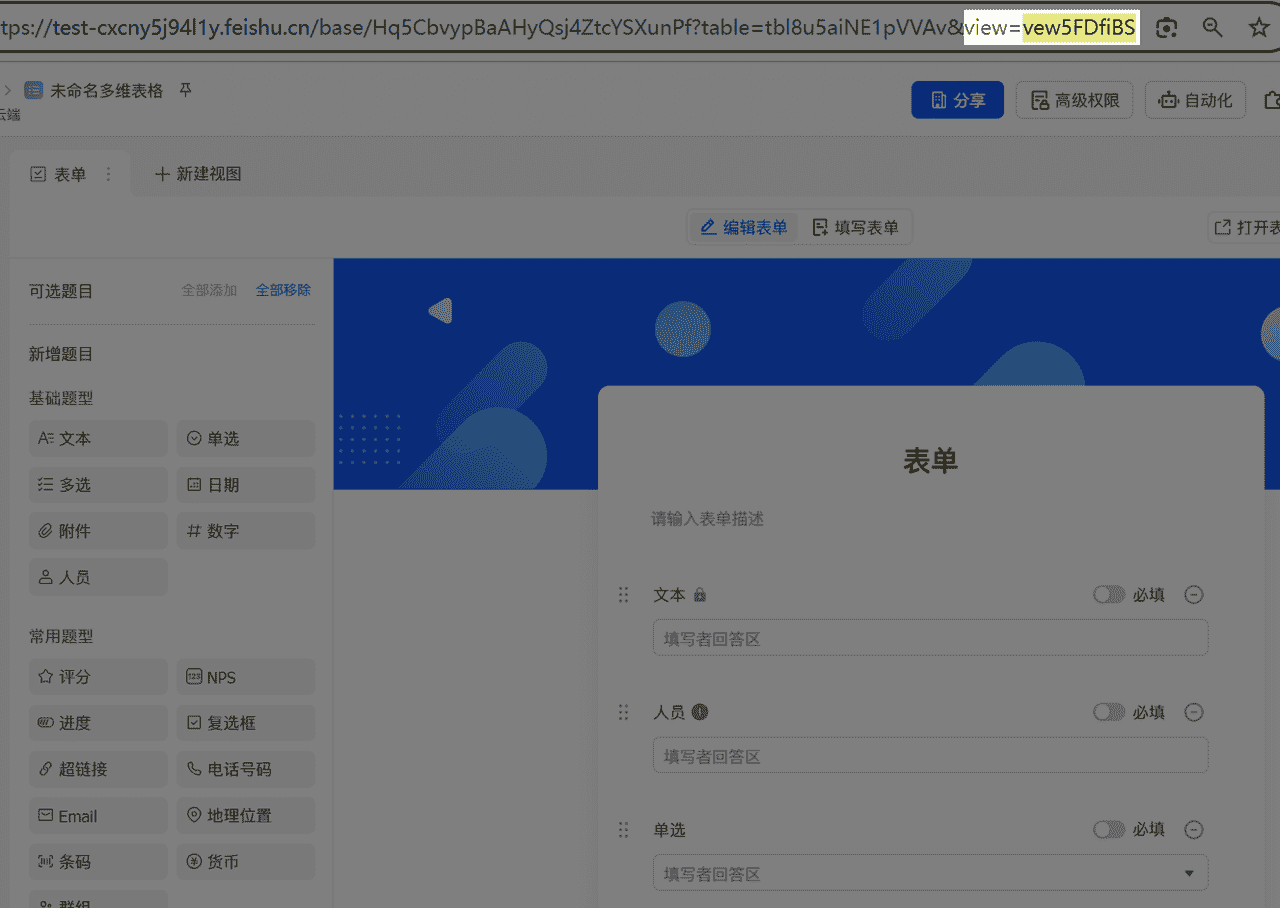 tps://test-cxcny5j94l1y.feishu.cn/base/Hq5CbvypBaAHyQsj4ZtcYSXunPf?table=tbl8u5aiNE1pVVAv&view=vew5FDfiBS
未命名多维表格
云端
分享
高级权限
自动化
表单
新建视图
编辑表单
填写表单
打开表
可选题目
全部添加
全部移除
新增题目
基础题型
文本
单选
多选
日期
附件
数字
人员
常用题型
评分
NPS
进度
复选框
超链接
电话号码
Email
地理位置
条码
货币
群组
表单
请输入表单描述
文本
必填
填写者回答区
人员
必填
填写者回答区
单选
必填
填写者回答区